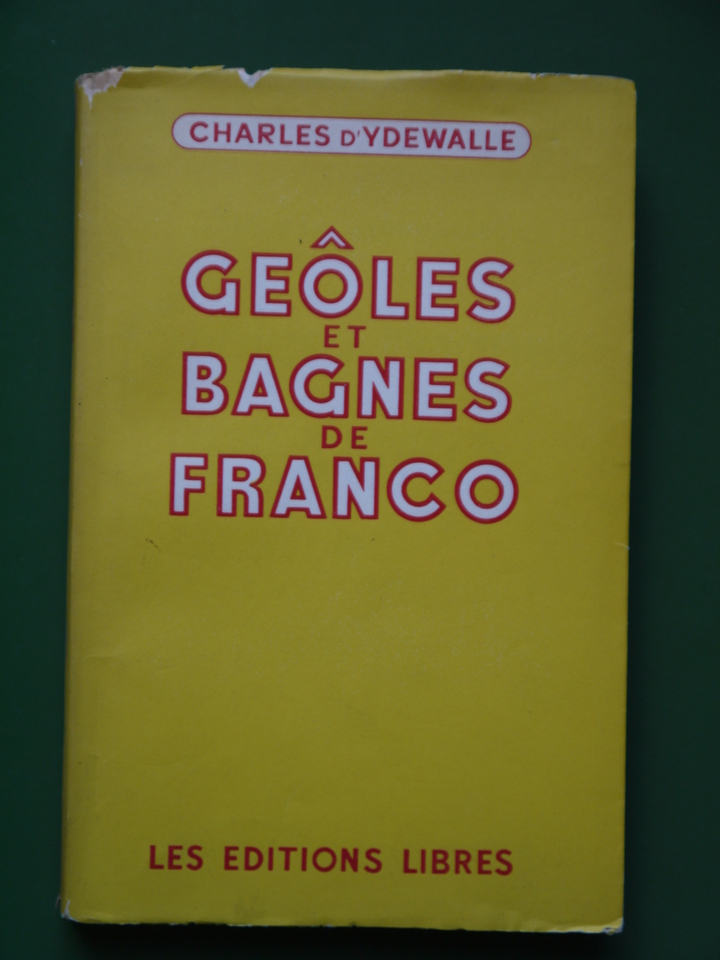 CHARLES D'YDEWALLE
GEÔLES
ET
BAGNES
DE
FRANCO
LES EDITIONS LIBRES